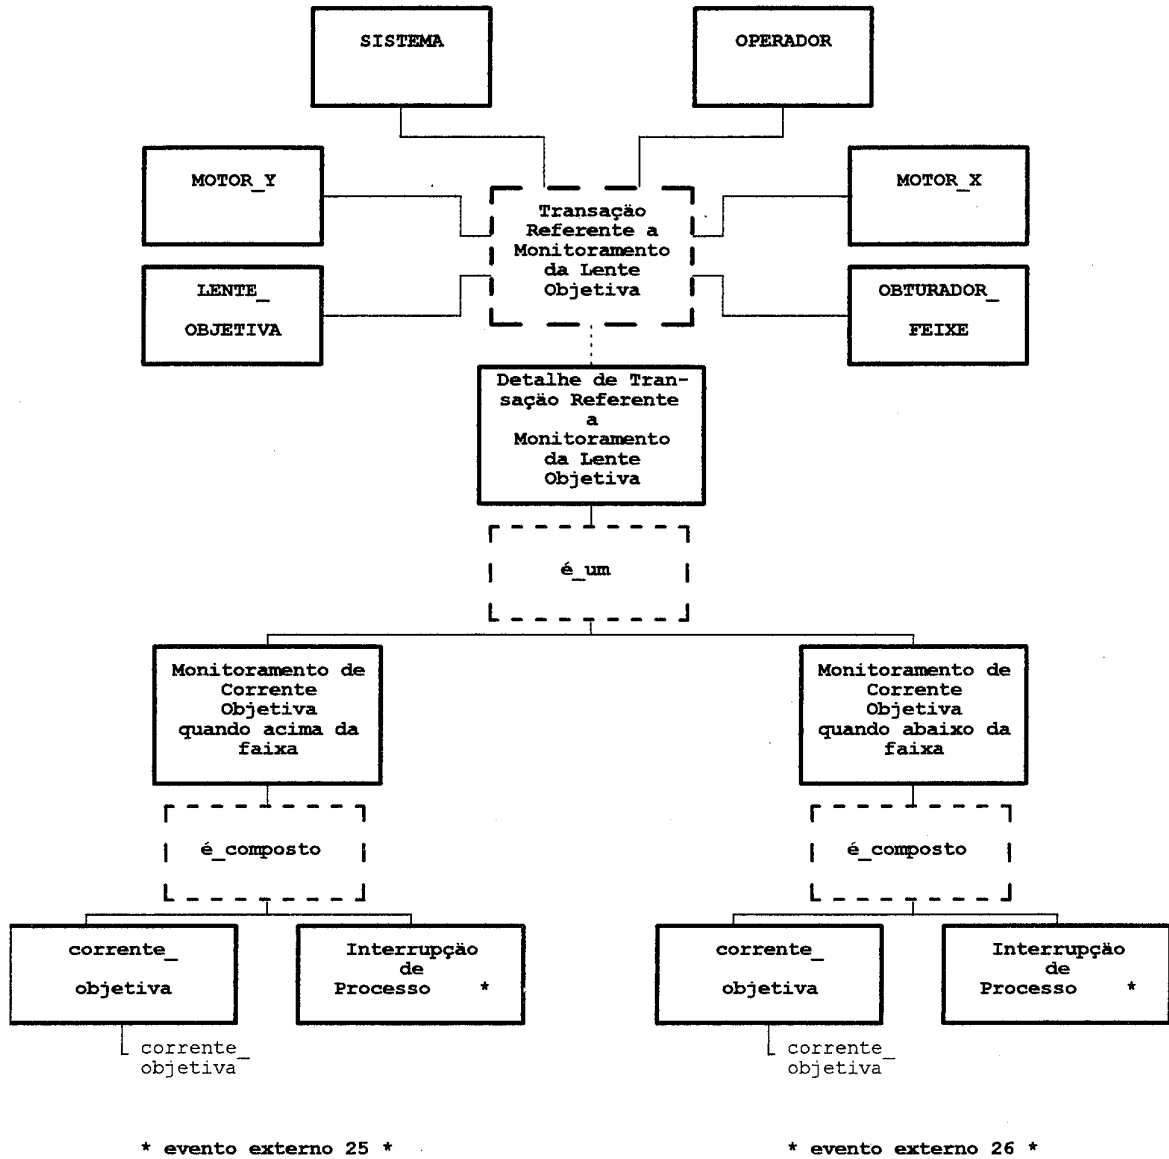 SISTEMA
OPERADOR
MOTOR_Y
MOTOR_X
Transação
Referente a
Monitoramento
da Lente
Objetiva
LENTE_
OBJETIVA
OBTURADOR_
FEIXE
Detalhe de Tran-
sação Referente
a
Monitoramento
da Lente
Objetiva
é_um
Monitoramento de
Corrente
Objetiva
quando acima da
faixa
Monitoramento de
Corrente
Objetiva
quando abaixo da
faixa
é_composto
é_composto
corrente_
objetiva
Interrupção
de
Processo *
corrente_
objetiva
Interrupção
de
Processo *
corrente_
objetiva
corrente_
objetiva
* evento externo 25 *
* evento externo 26 *